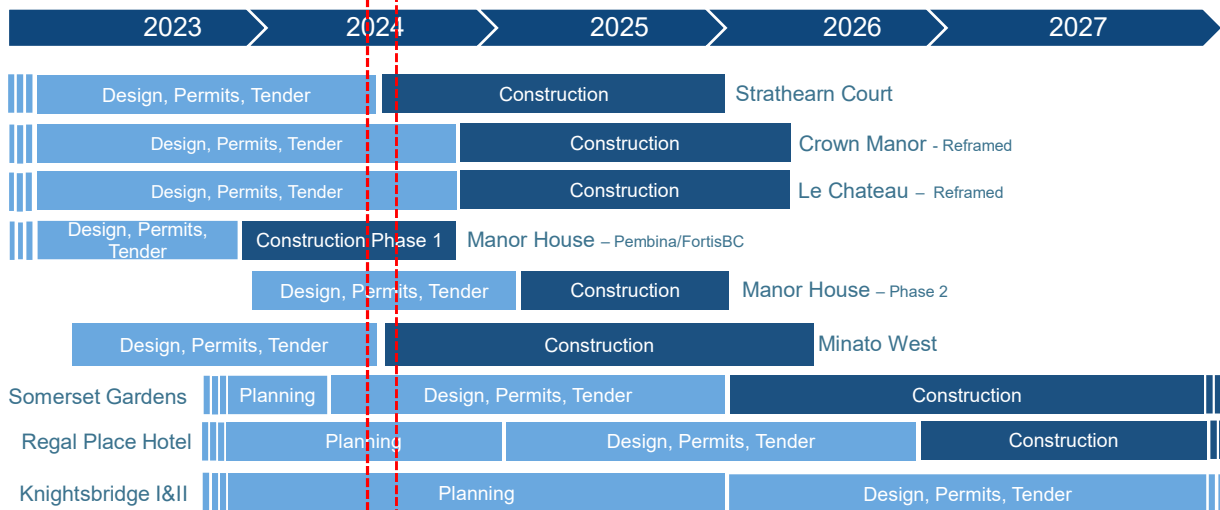 2023 2024 2025 2026 2027
Design, Permits, Tender Construction Strathearn Court
Design, Permits, Tender Construction Crown Manor - Reframed
Design, Permits, Tender Construction Le Chateau – Reframed
Design, Permits,
Tender
Construction Phase 1 Manor House – Pembina/FortisBC
Design, Permits, Tender Construction Manor House – Phase 2
Design, Permits, Tender Construction Minato West
Somerset Gardens Planning Design, Permits, Tender Construction
Regal Place Hotel Planning Design, Permits, Tender Construction
Knightsbridge I&II Planning Design, Permits, Tender